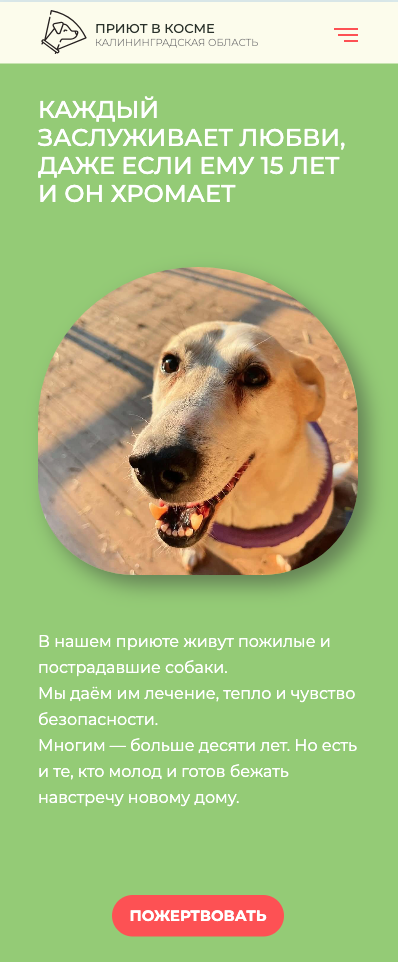 ПРИЮТ В КОСМЕ
КАЛИНИНГРАДСКАЯ ОБЛАСТЬ
КАЖДЫЙ
ЗАСЛУЖИВАЕТ ЛЮБВИ,
ДАЖЕ ЕСЛИ ЕМУ 15 ЛЕТ
И ОН ХРОМАЕТ
В нашем приюте живут пожилые и
пострадавшие собаки.
Мы даём им лечение, тепло и чувство
безопасности.
Многим — больше десяти лет. Но есть
и те, кто молод и готов бежать
навстречу новому дому.
ПОЖЕРТВОВАТЬ